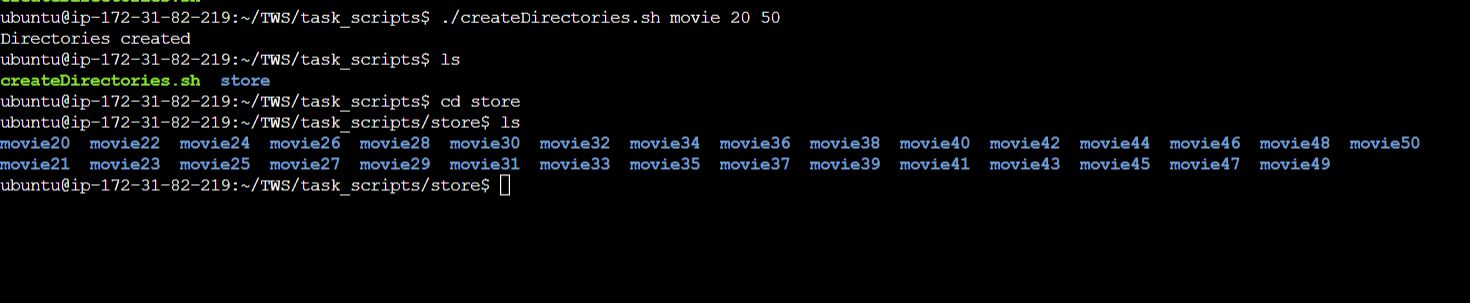 createDirectories.sh
ubuntu@ip-172-31-82-219:~/TWS/task_scripts$ ./createDirectories.sh movie 20 50
Directories created
ubuntu@ip-172-31-82-219:~/TWS/task_scripts$ ls
createDirectories.sh  store
ubuntu@ip-172-31-82-219:~/TWS/task_scripts$ cd store
ubuntu@ip-172-31-82-219:~/TWS/task_scripts/store$ ls
movie20  movie22  movie24  movie26  movie28  movie30  movie32  movie34  movie36  movie38  movie40  movie42  movie44  movie46  movie48  movie50
movie21  movie23  movie25  movie27  movie29  movie31  movie33  movie35  movie37  movie39  movie41  movie43  movie45  movie47  movie49
ubuntu@ip-172-31-82-219:~/TWS/task_scripts/store$